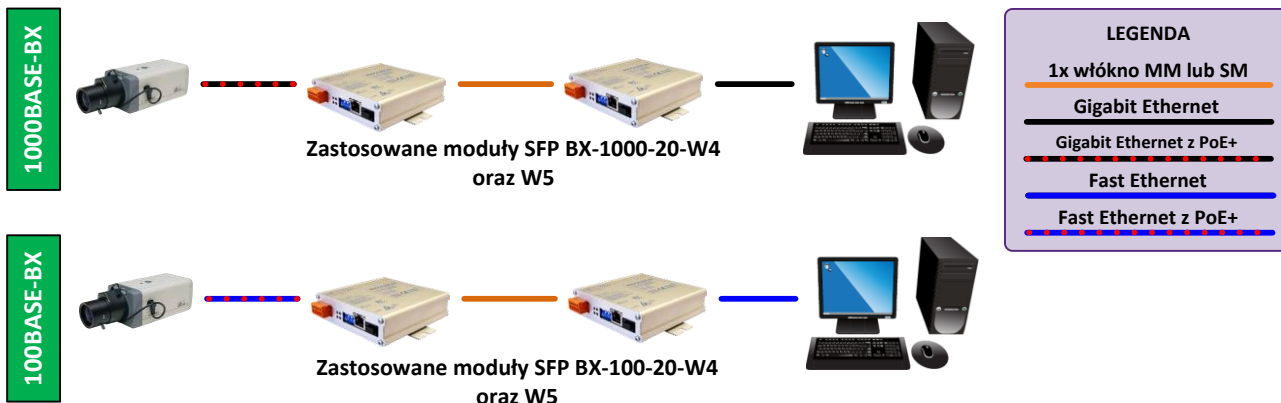 1000BASE-BX
Zastosowane moduły SFP BX-1000-20-W4
oraz W5
100BASE-BX
Zastosowane moduły SFP BX-100-20-W4
oraz W5
LEGENDA
1x włókno MM lub SM
Gigabit Ethernet
Gigabit Ethernet z PoE+
Fast Ethernet
Fast Ethernet z PoE+